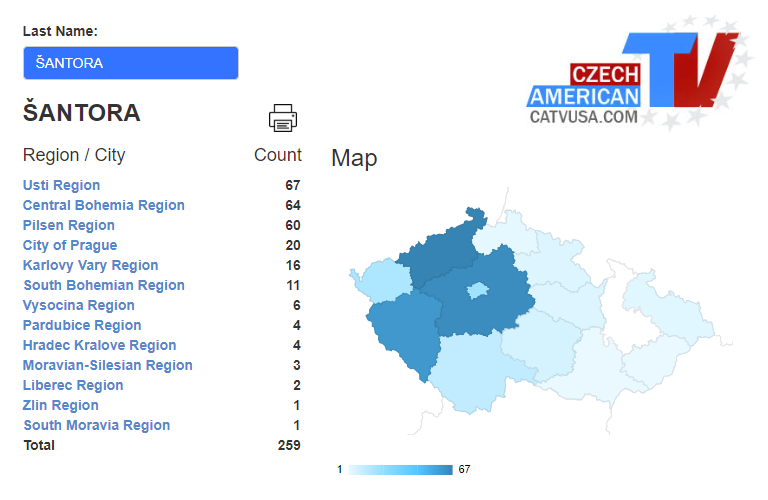 Last Name:
ŠANTORA
CZECH
AMERICAN
TV
CATVUSA.COM
ŠANTORA
Region / City Count
Map
Usti Region 67
Central Bohemia Region 64
Pilsen Region 60
City of Prague 20
Karlovy Vary Region 16
South Bohemian Region 11
Vysocina Region 6
Pardubice Region 4
Hradec Kralove Region 4
Moravian-Silesian Region 3
Liberec Region 2
Zlin Region 1
South Moravia Region 1
Total 259
1 67